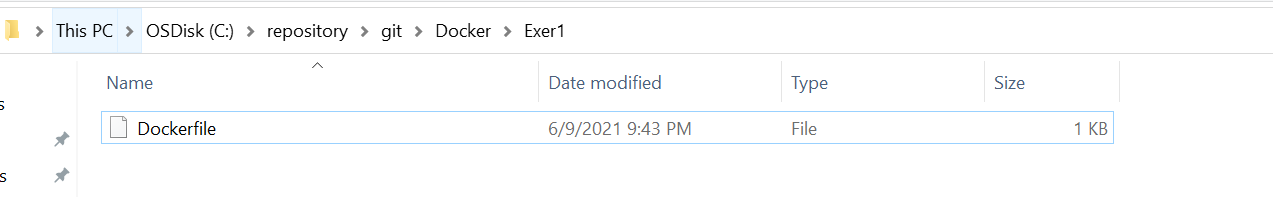 This PC > OSDisk (C:) > repository > git > Docker > Exer1
Name Date modified Type Size
s
Dockerfile 6/9/2021 9:43 PM File 1 KB
s